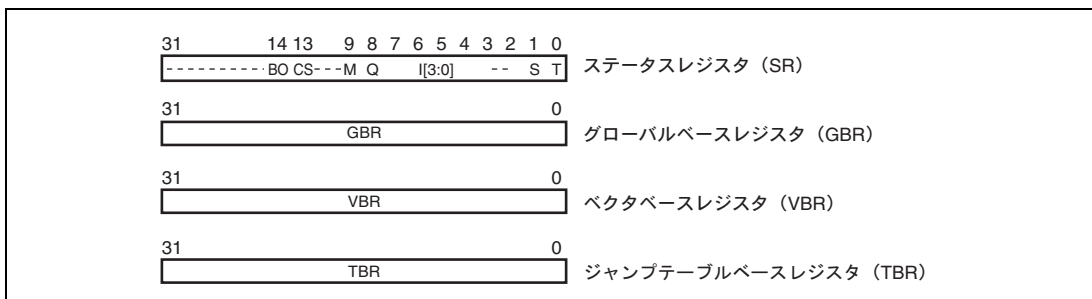 31 14 13 9 8 7 6 5 4 3 2 1 0
----------BO CS---M Q I[3:0] -- S T ステータスレジスタ（SR）
31 0
GBR グローバルベースレジスタ（GBR）
31 0
VBR ベクタベースレジスタ（VBR）
31 0
TBR ジャンプテーブルベースレジスタ（TBR）